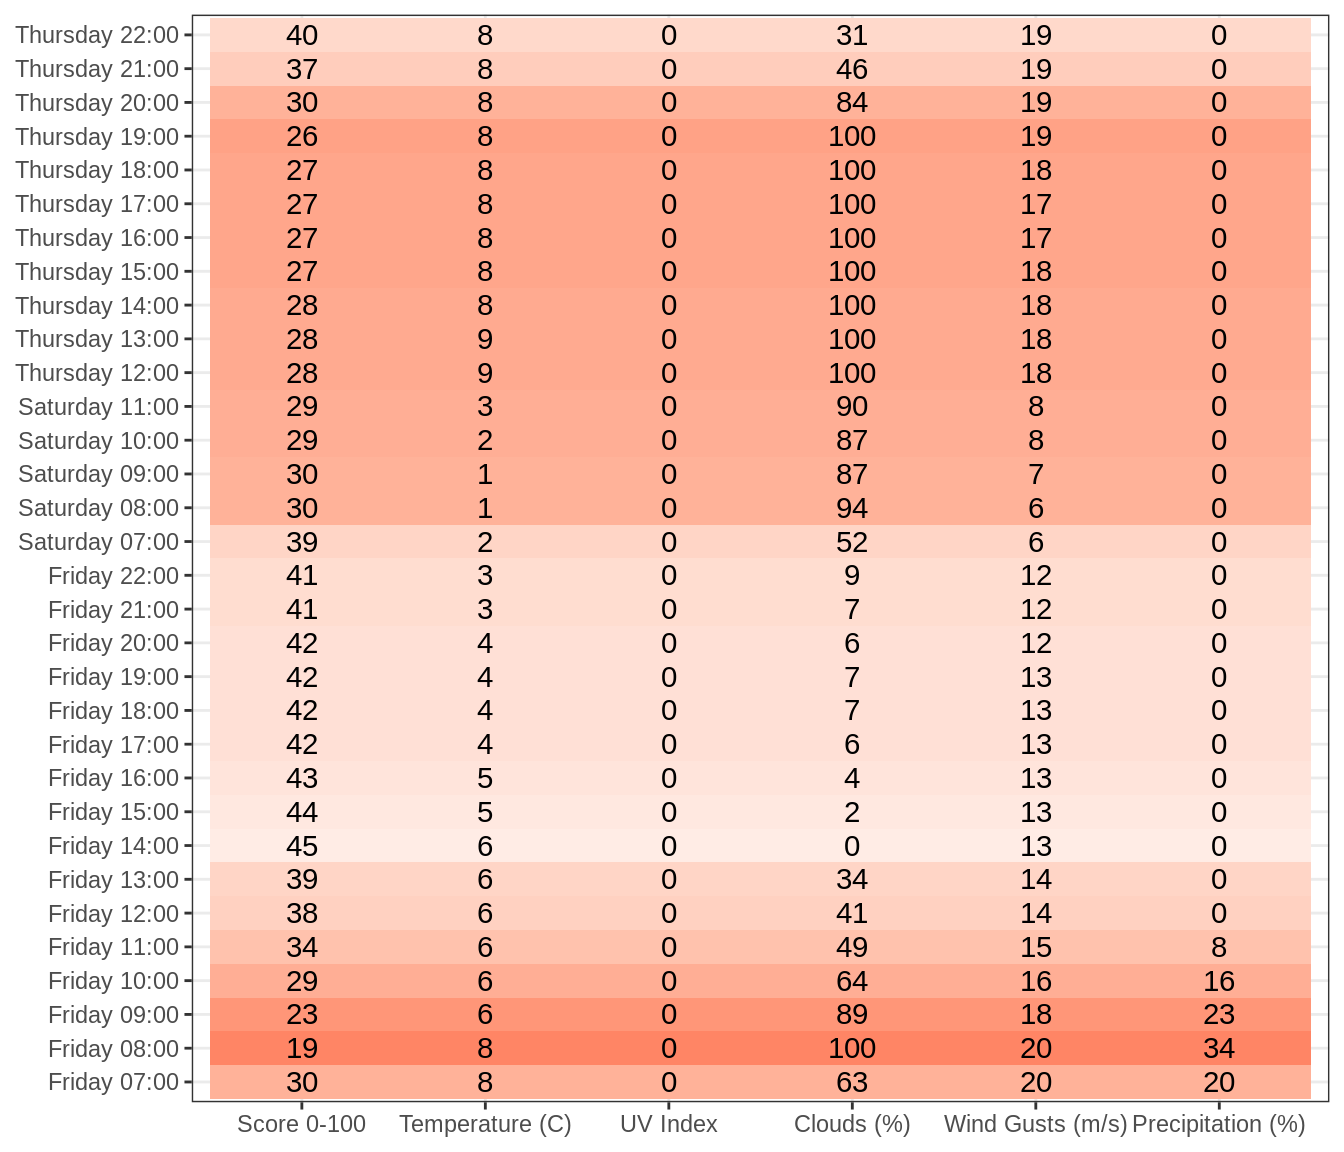 Thursday 22:00 40 8 0 31 19 0
Thursday 21:00 37 8 0 46 19 0
Thursday 20:00 30 8 0 84 19 0
Thursday 19:00 26 8 0 100 19 0
Thursday 18:00 27 8 0 100 18 0
Thursday 17:00 27 8 0 100 17 0
Thursday 16:00 27 8 0 100 17 0
Thursday 15:00 27 8 0 100 18 0
Thursday 14:00 28 8 0 100 18 0
Thursday 13:00 28 9 0 100 18 0
Thursday 12:00 28 9 0 100 18 0
Saturday 11:00 29 3 0 90 8 0
Saturday 10:00 29 2 0 87 8 0
Saturday 09:00 30 1 0 87 7 0
Saturday 08:00 30 1 0 94 6 0
Saturday 07:00 39 2 0 52 6 0
Friday 22:00 41 3 0 9 12 0
Friday 21:00 41 3 0 7 12 0
Friday 20:00 42 4 0 6 12 0
Friday 19:00 42 4 0 7 13 0
Friday 18:00 42 4 0 7 13 0
Friday 17:00 42 4 0 6 13 0
Friday 16:00 43 5 0 4 13 0
Friday 15:00 44 5 0 2 13 0
Friday 14:00 45 6 0 0 13 0
Friday 13:00 39 6 0 34 14 0
Friday 12:00 38 6 0 41 14 0
Friday 11:00 34 6 0 49 15 8
Friday 10:00 29 6 0 64 16 16
Friday 09:00 23 6 0 89 18 23
Friday 08:00 19 8 0 100 20 34
Friday 07:00 30 8 0 63 20 20
Score 0-100 Temperature (C) UV Index Clouds (%) Wind Gusts (m/s) Precipitation (%)